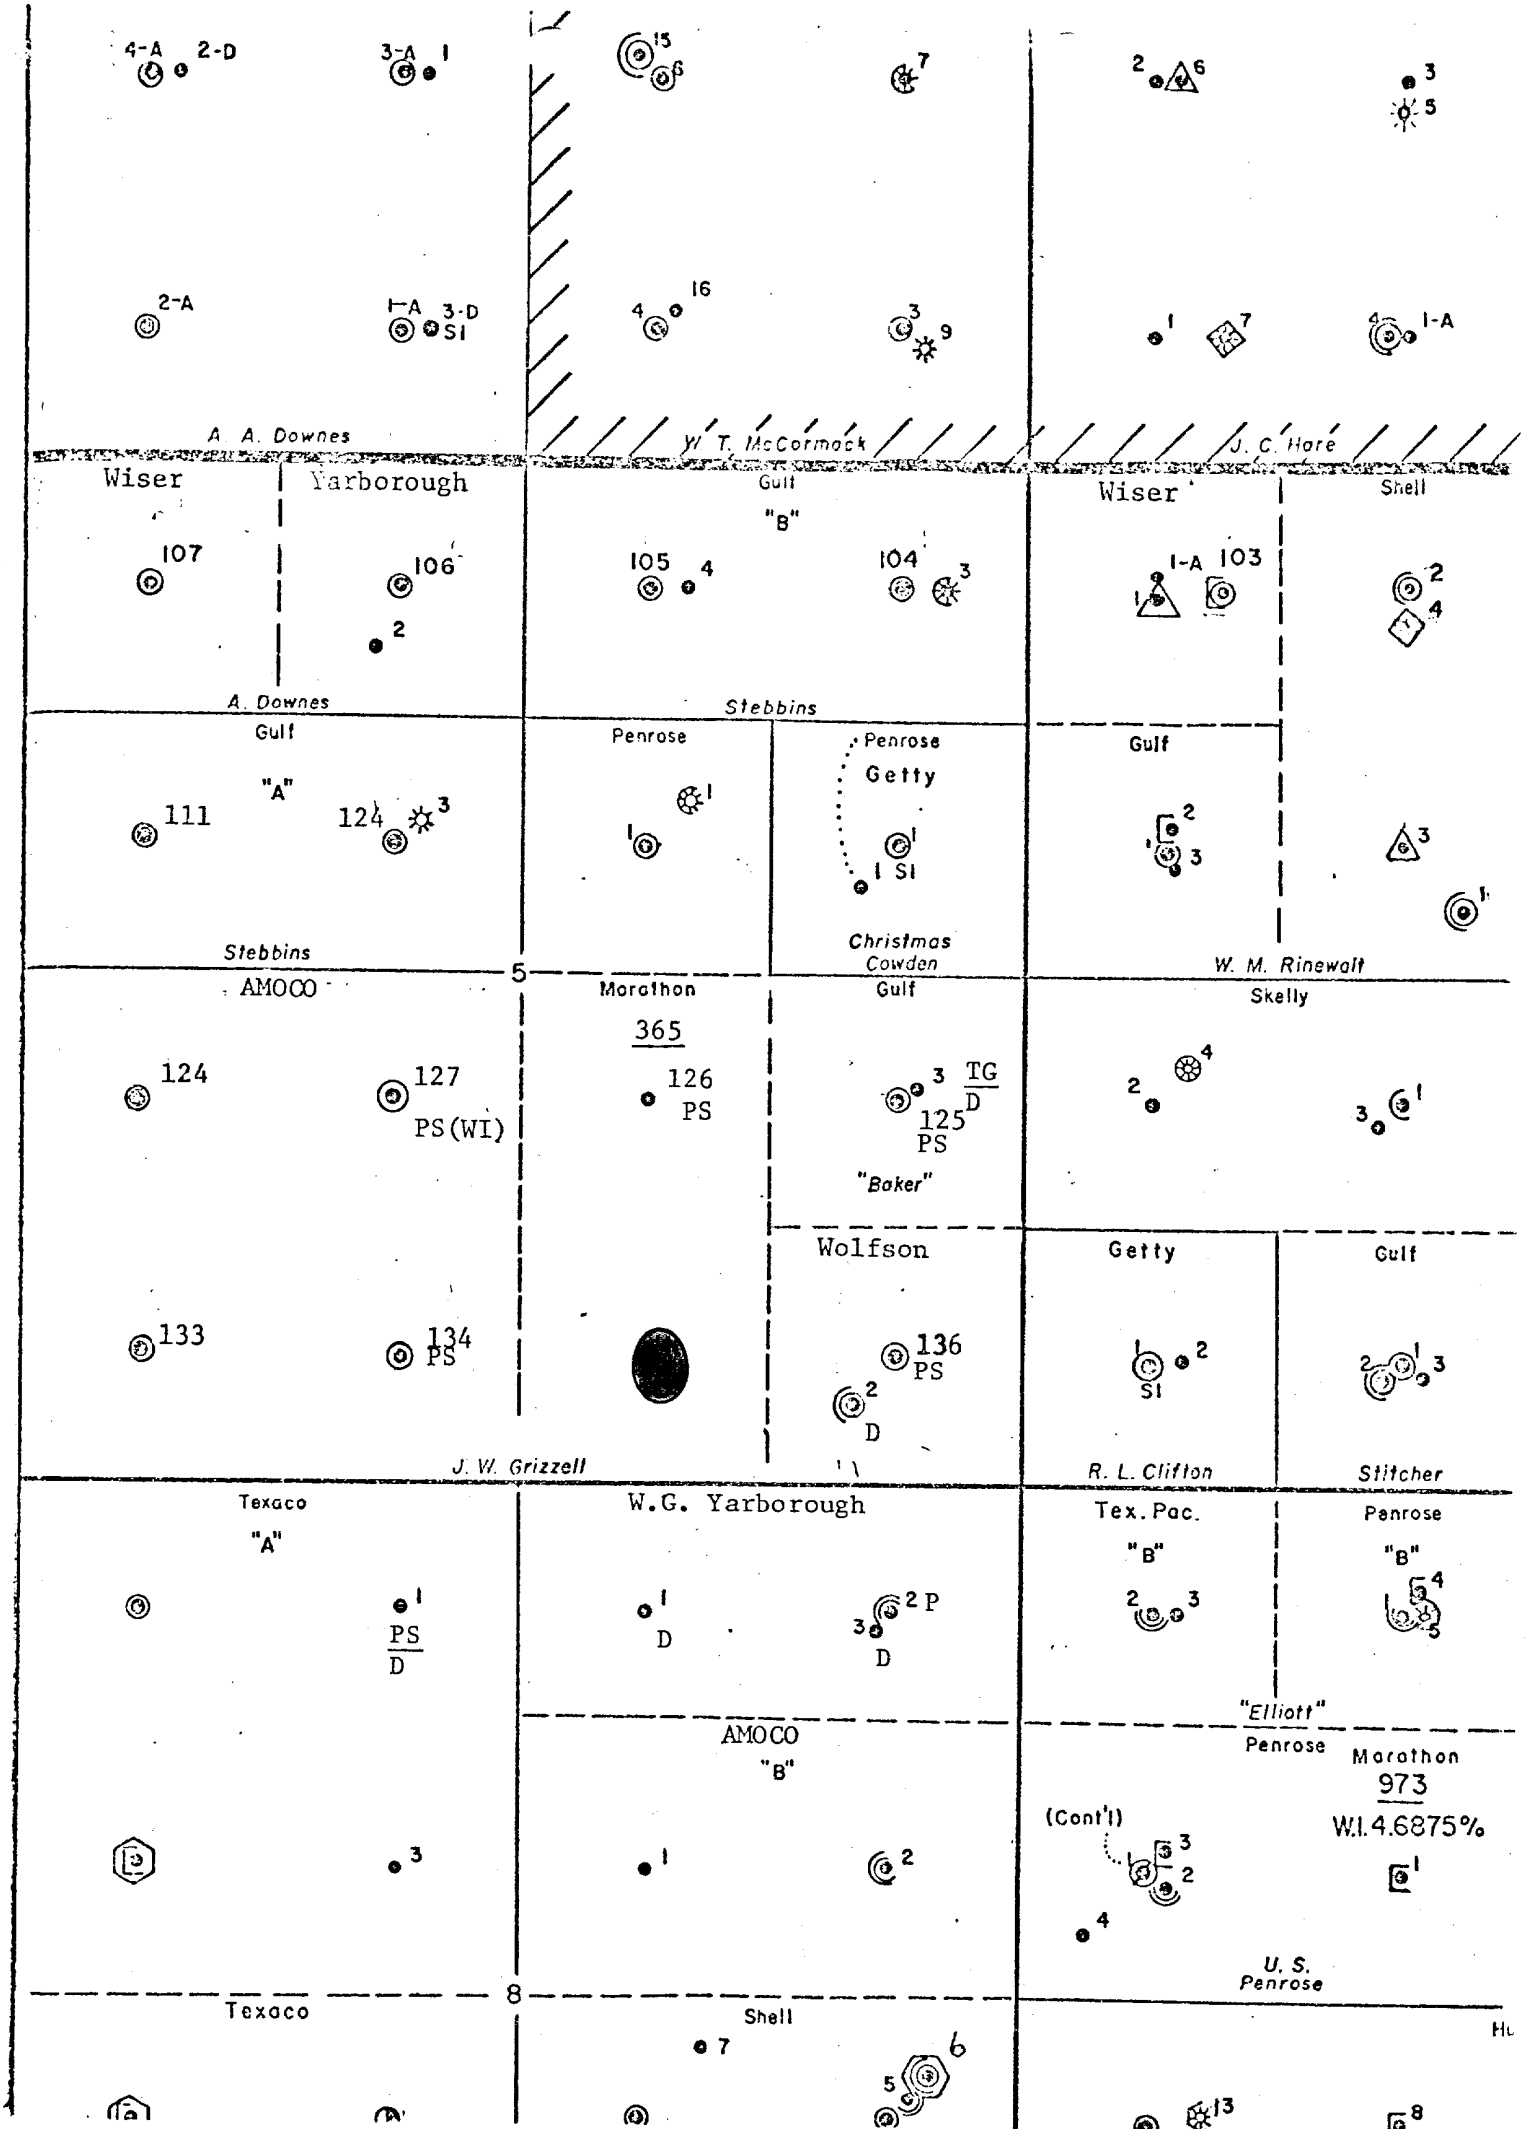 4-A 2-D 3-A 1 15 6 7 2 6 3
5
2-A 1-A 3-D 4 16 3 9 1 7 4 1-A
SI
A. A. Downes W. T. McCormack J. C. Hare
Wiser Yarborough Gulf Wiser Shell
"B"
107 106 105 4 104 3 1-A 103 2
1 4
2
A. Downes Stebbins
Gulf Penrose Penrose Gulf
"A" Getty
111 124 3 1 2
1 1 1 3 3
1 SI 1
Stebbins Christmas
5 Cowden W. M. Rinewalt
AMOCO Marathon Gulf Skelly
365
124 127 126 3 TG 2 4 1
PS(WI) PS D 3
125
PS
"Baker"
Wolfson Getty Gulf
133 134 136 1 2 1
PS PS SI 2 3
2
D
J. W. Grizzell R. L. Clifton Stitcher
Texaco W.G. Yarborough Tex. Pac. Penrose
"A" "B" "B"
1 1 2 P 2 3 4
PS D 3 5
D D
"Elliott"
AMOCO Penrose Marathon
"B" 973
(Cont'l) W.I. 4.6875%
3 1 2 1 3 1
2
4
U. S.
Penrose
8
Texaco Shell
7 6
5 13 8